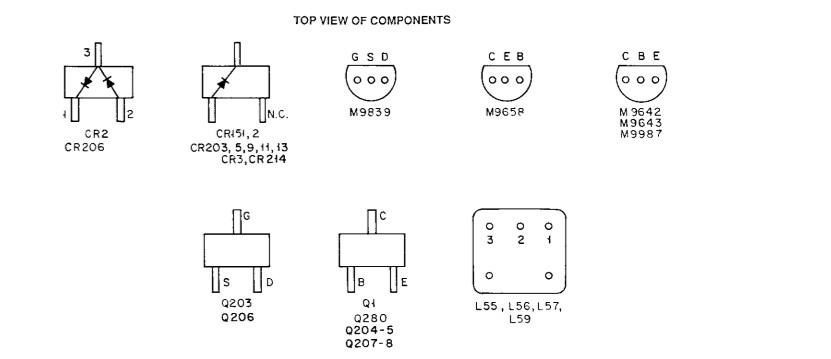 TOP VIEW OF COMPONENTS
3
1 2
CR2
CR206
N.C.
CR151, 2
CR203, 5, 9, 11, 13
CR3, CR214
G S D
M9839
C E B
M9658
C B E
M9642
M9643
M9987
G
S D
Q203
Q206
C
B E
Q1
Q280
Q204-5
Q207-8
3 2 1
L55, L56, L57,
L59